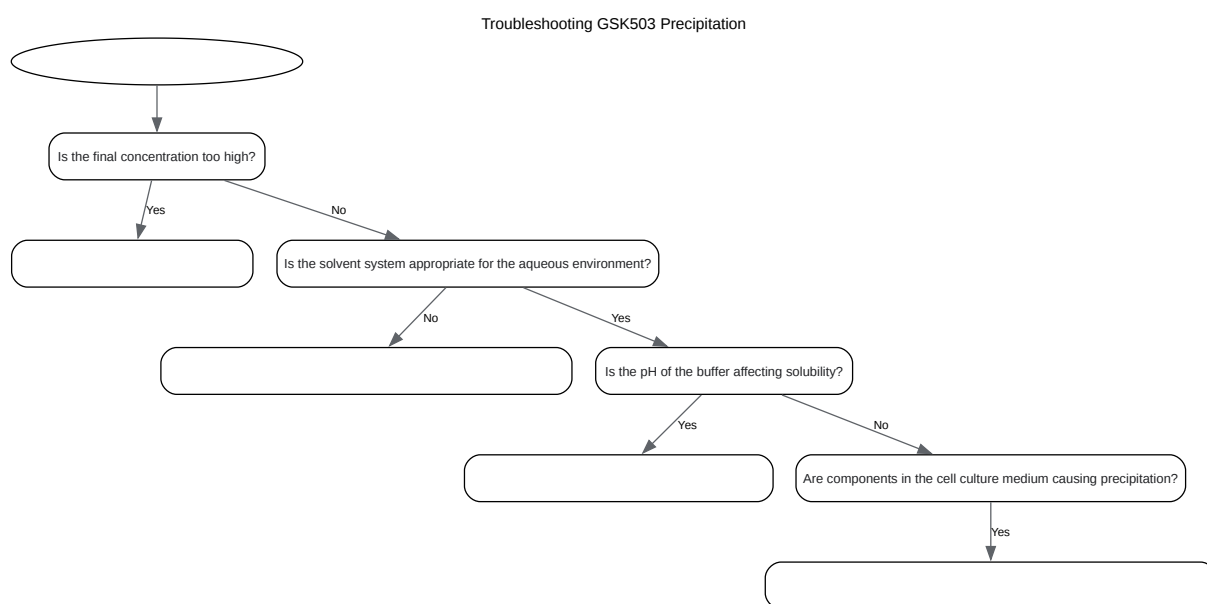 Troubleshooting GSK503 Precipitation
Is the final concentration too high?
Yes
No
Is the solvent system appropriate for the aqueous environment?
No
Yes
Is the pH of the buffer affecting solubility?
Yes
No
Are components in the cell culture medium causing precipitation?
Yes